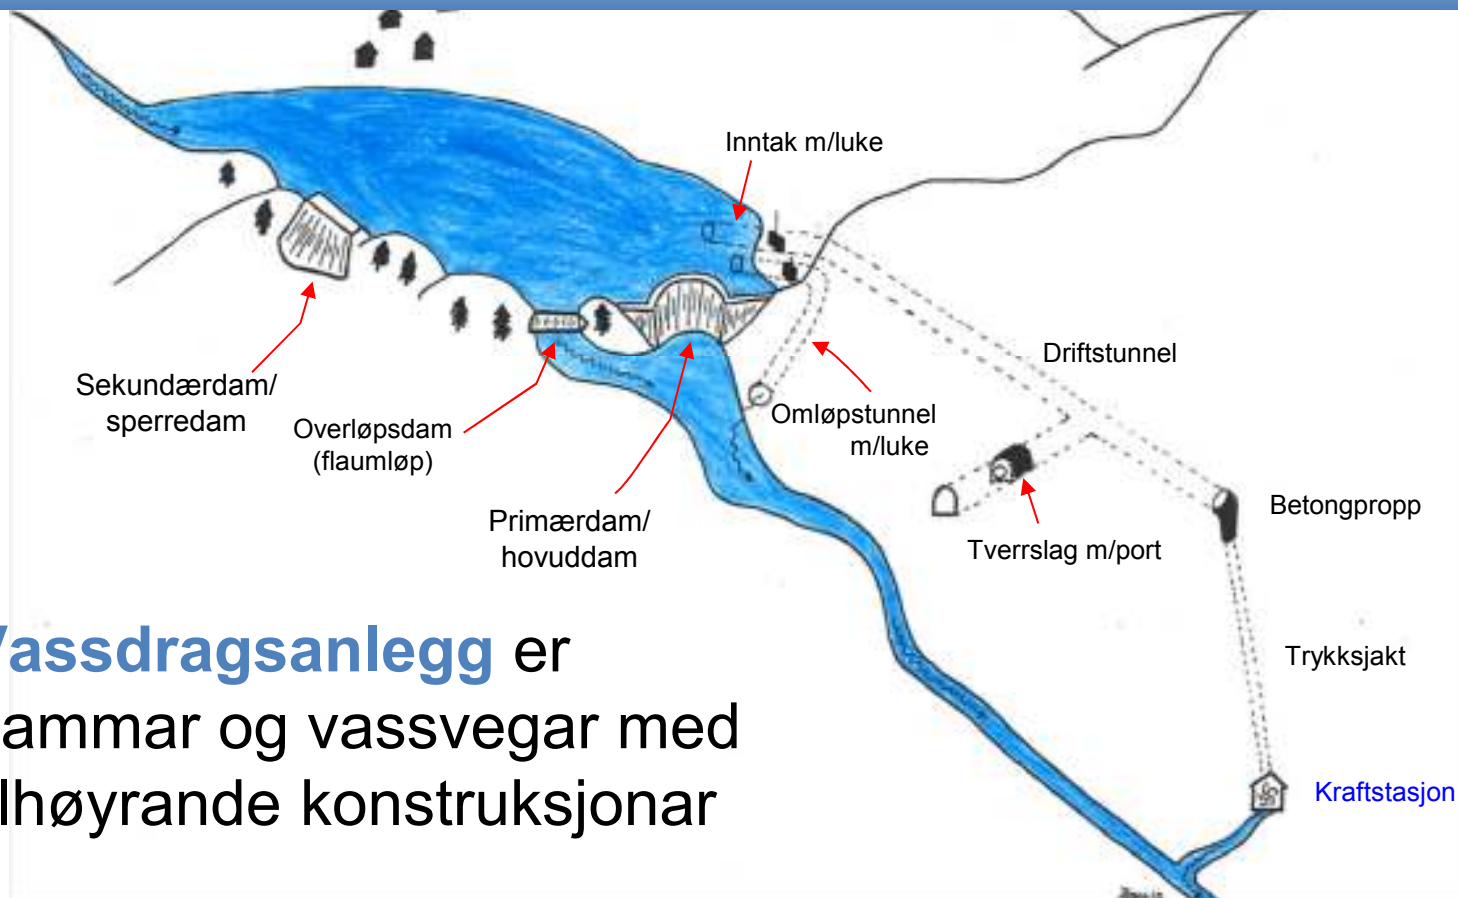 Inntak m/luke
Driftstunnel
Sekundærdam/
sperredam
Overløpsdam
(flaumløp)
Omløpstunnel
m/luke
Primærdam/
hovuddam
Tverrslag m/port
Betongpropp
Trykksjakt
Kraftstasjon
Vassdragsanlegg er
ammar og vassvegar med
lhøyrande konstruksjonar